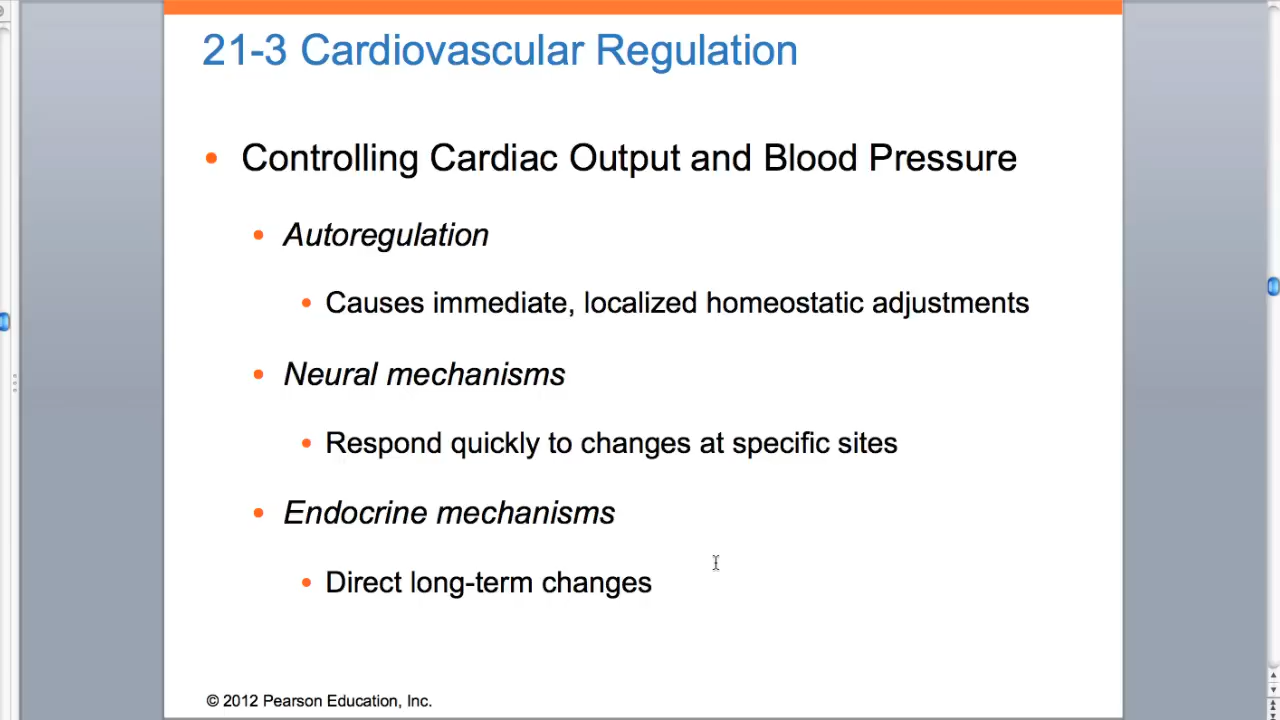 21-3 Cardiovascular Regulation
• Controlling Cardiac Output and Blood Pressure
• Autoregulation
• Causes immediate, localized homeostatic adjustments
• Neural mechanisms
• Respond quickly to changes at specific sites
• Endocrine mechanisms
• Direct long-term changes
© 2012 Pearson Education, Inc.